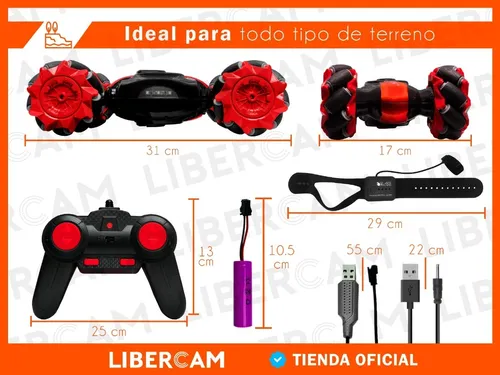 Ideal para todo tipo de terreno
31 cm
17 cm
29 cm
13 cm
10.5 cm
55 cm
22 cm
25 cm
LIBERCAM
TIENDA OFICIAL